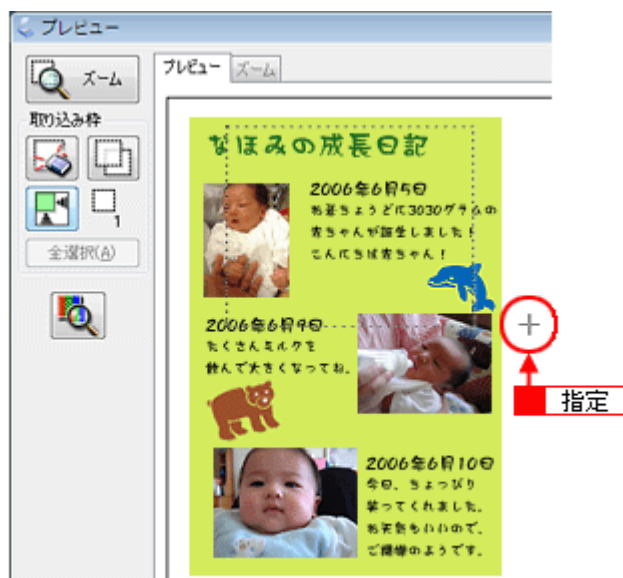 プレビュー
ズーム
プレビュー
ズーム
取り込み枠
1
全選択(A)
なほみの成長日記
2006年6月5日
お昼ちょうどに3030グラムの
赤ちゃんが誕生しました!
こんにちは赤ちゃん!
2006年6月9日
たくさんミルクを
飲んで大きくなってね。
指定
2006年6月10日
今日、ちょっぴり
笑ってくれました。
お天気もいいので、
ご機嫌のようです。